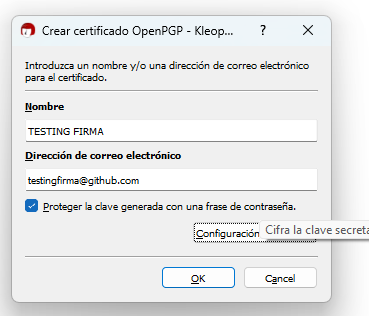 Crear certificado OpenPGP - Kleop... ? ×
Introduzca un nombre y/o una dirección de correo electrónico
para el certificado.
Nombre
TESTING FIRMA
Dirección de correo electrónico
testingfirma@github.com
Proteger la clave generada con una frase de contraseña.
Configuración
Cifra la clave secreta
OK
Cancel